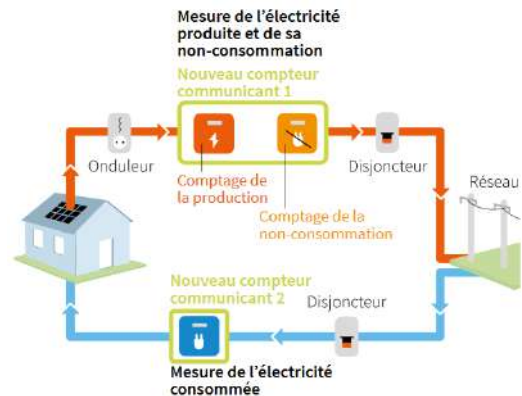 Mesure de l'électricité
produite et de sa
non-consommation
Nouveau compteur
communicant 1
Onduleur
Disjoncteur
Comptage de
la production
Comptage de la
non-consommation
Réseau
Nouveau compteur
communicant 2
Disjoncteur
Mesure de l'électricité
consommée